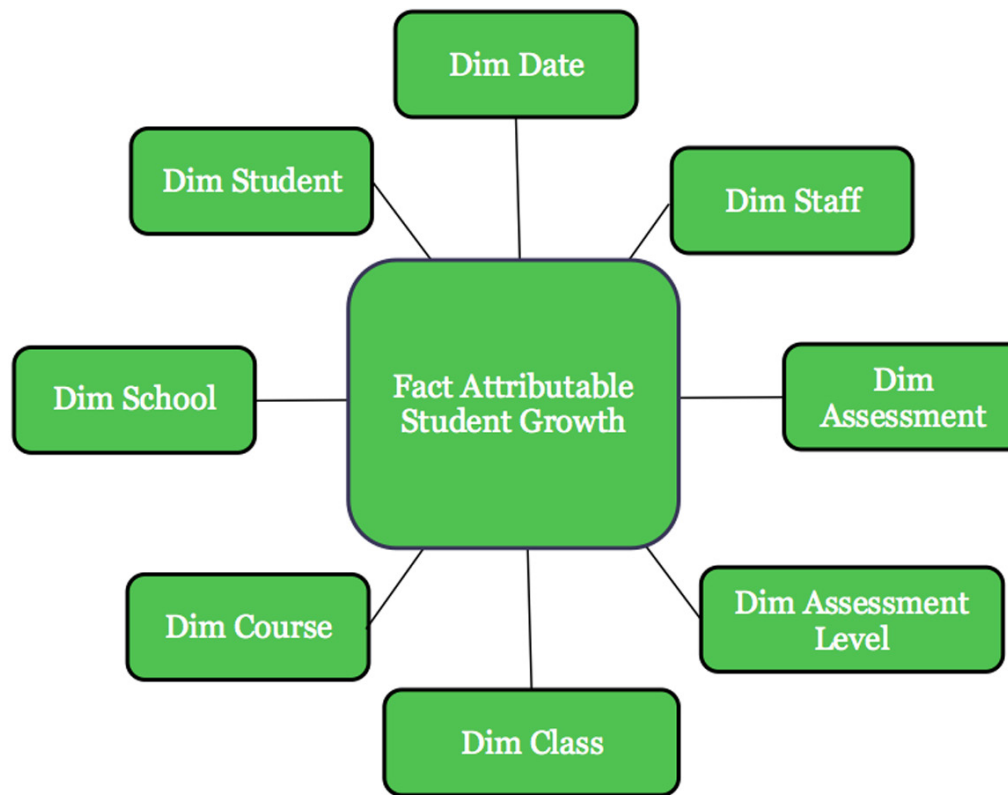 Dim Date
Dim Student
Dim Staff
Dim School
Fact Attributable
Student Growth
Dim
Assessment
Dim Course
Dim Assessment
Level
Dim Class